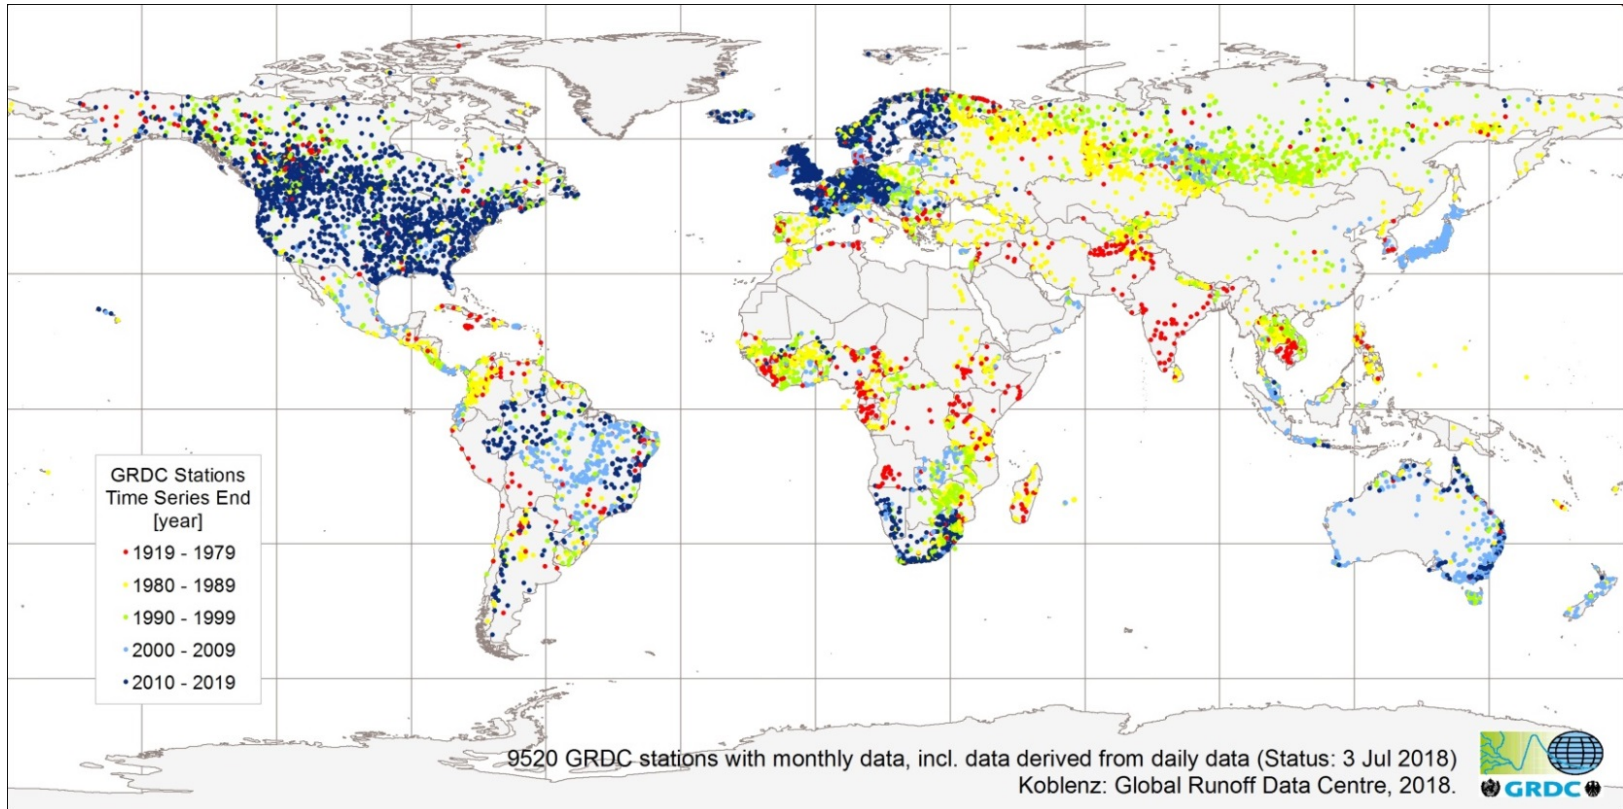 GRDC Stations
Time Series End
[year]
1919 - 1979
1980 - 1989
1990 - 1999
2000 - 2009
2010 - 2019
9520 GRDC stations with monthly data, incl. data derived from daily data (Status: 3 Jul 2018)
Koblenz: Global Runoff Data Centre, 2018.
GRDC